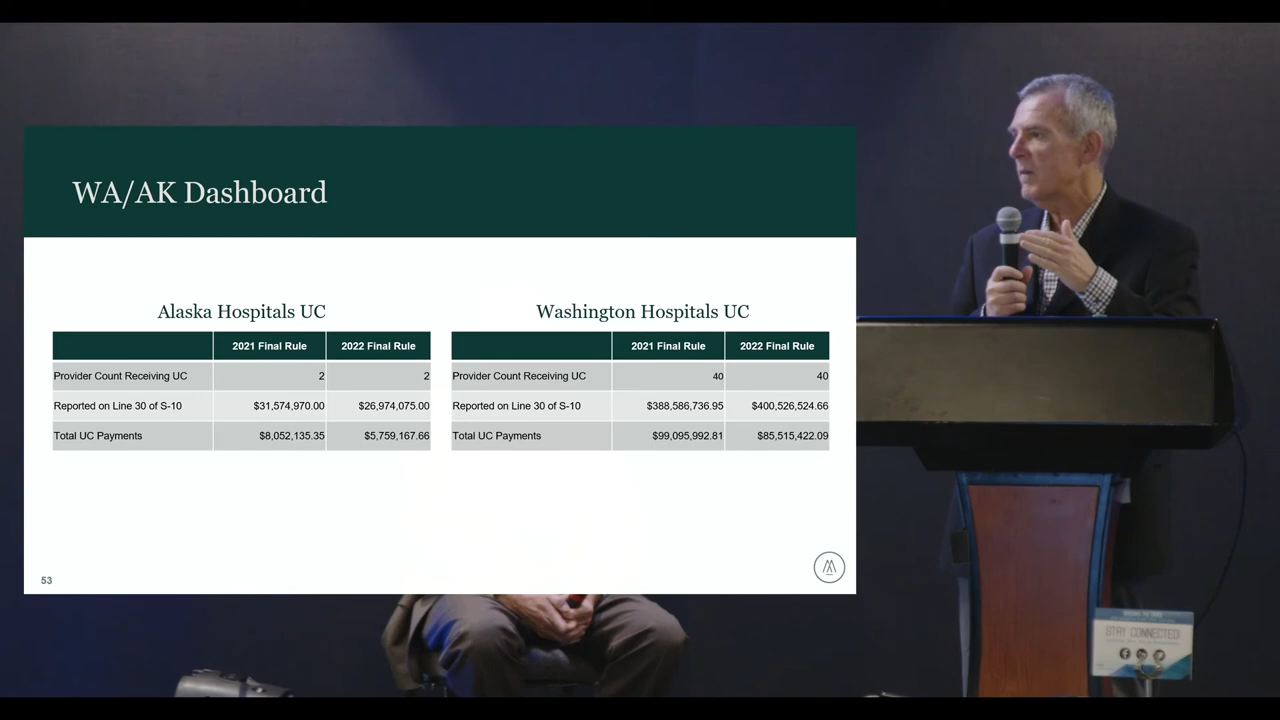 WA/AK Dashboard
Alaska Hospitals UC
2021 Final Rule 2022 Final Rule
Provider Count Receiving UC 2 2
Reported on Line 30 of S-10 $31,574,970.00 $26,974,075.00
Total UC Payments $8,052,135.35 $5,759,167.66
Washington Hospitals UC
2021 Final Rule 2022 Final Rule
Provider Count Receiving UC 40 40
Reported on Line 30 of S-10 $388,586,736.95 $400,526,524.66
Total UC Payments $99,095,992.81 $85,515,422.09
53
STAY CONNECTED!